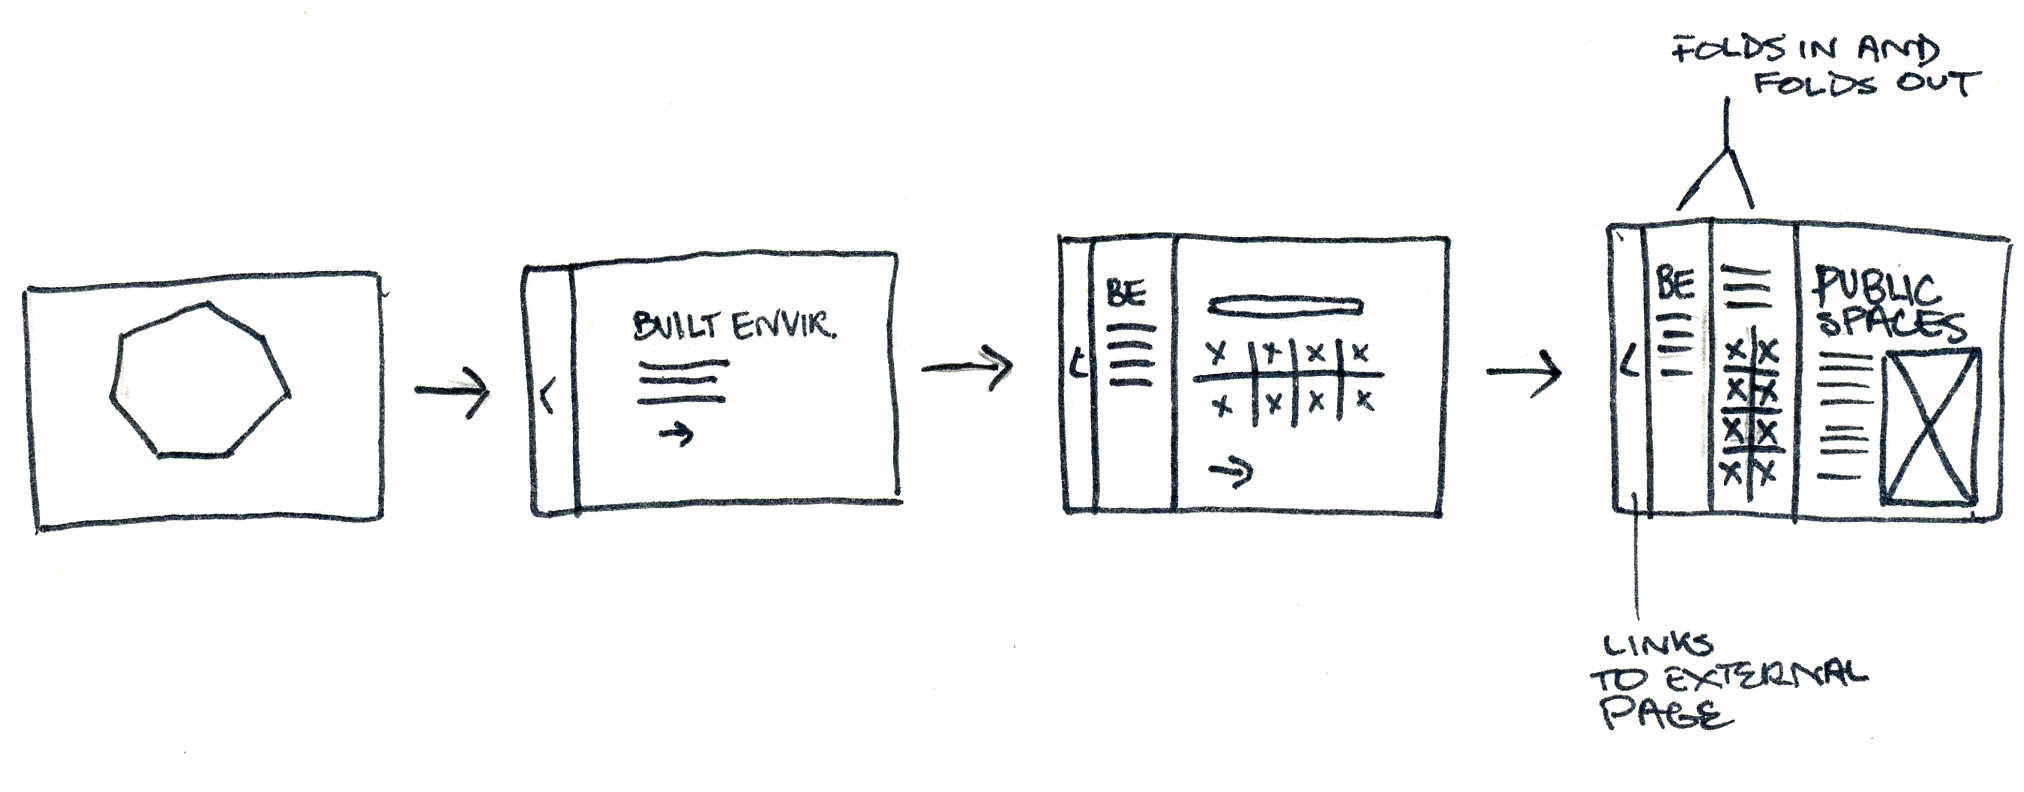 FOLDS IN AND
FOLDS OUT
BUILT ENVIR.
BE
BE
PUBLIC
SPACES
LINKS
TO EXTERNAL
PAGE